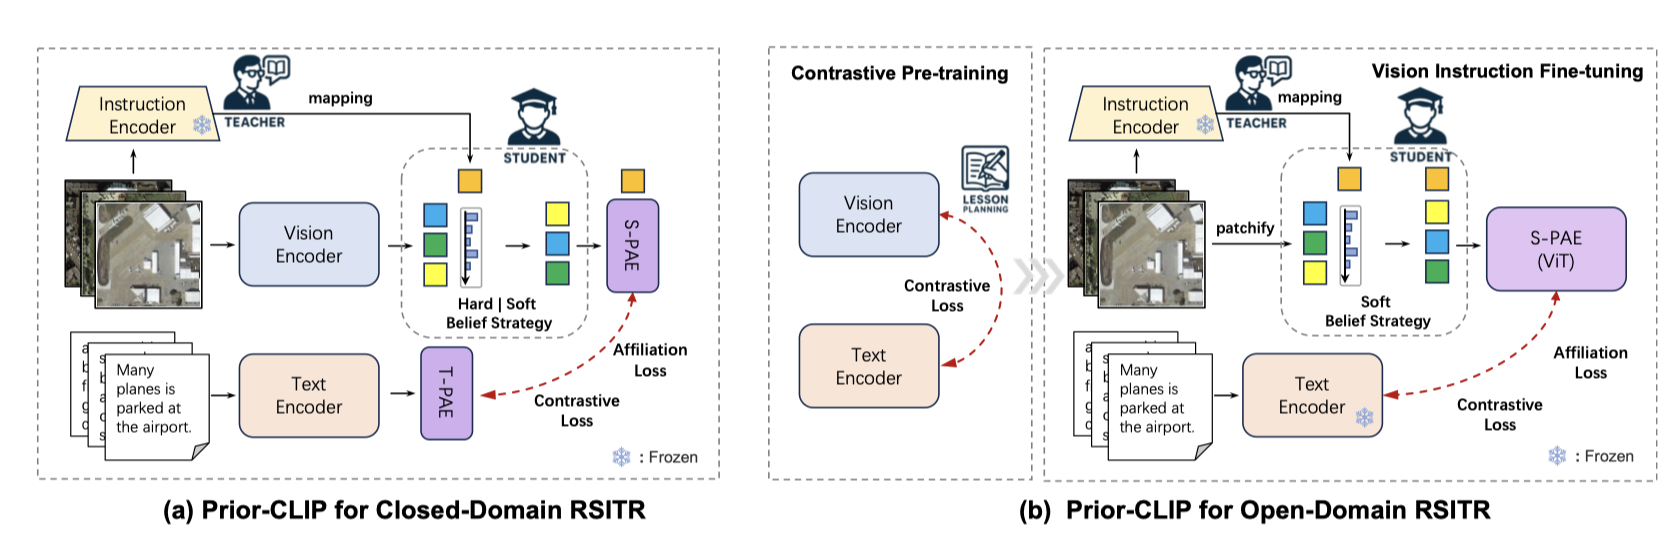 Instruction
Encoder
TEACHER
mapping
STUDENT
Vision
Encoder
Hard | Soft
Belief Strategy
S-PAE
Many
planes is
parked at
the airport.
Text
Encoder
T-PAE
Affiliation
Loss
Contrastive
Loss
: Frozen
(a) Prior-CLIP for Closed-Domain RSITR
Contrastive Pre-training
Vision
Encoder
LESSON
PLANNING
Contrastive
Loss
Text
Encoder
Vision Instruction Fine-tuning
Instruction
Encoder
TEACHER
mapping
STUDENT
patchify
Soft
Belief Strategy
S-PAE
(ViT)
Many
planes is
parked at
the airport.
Text
Encoder
Affiliation
Loss
Contrastive
Loss
: Frozen
(b) Prior-CLIP for Open-Domain RSITR